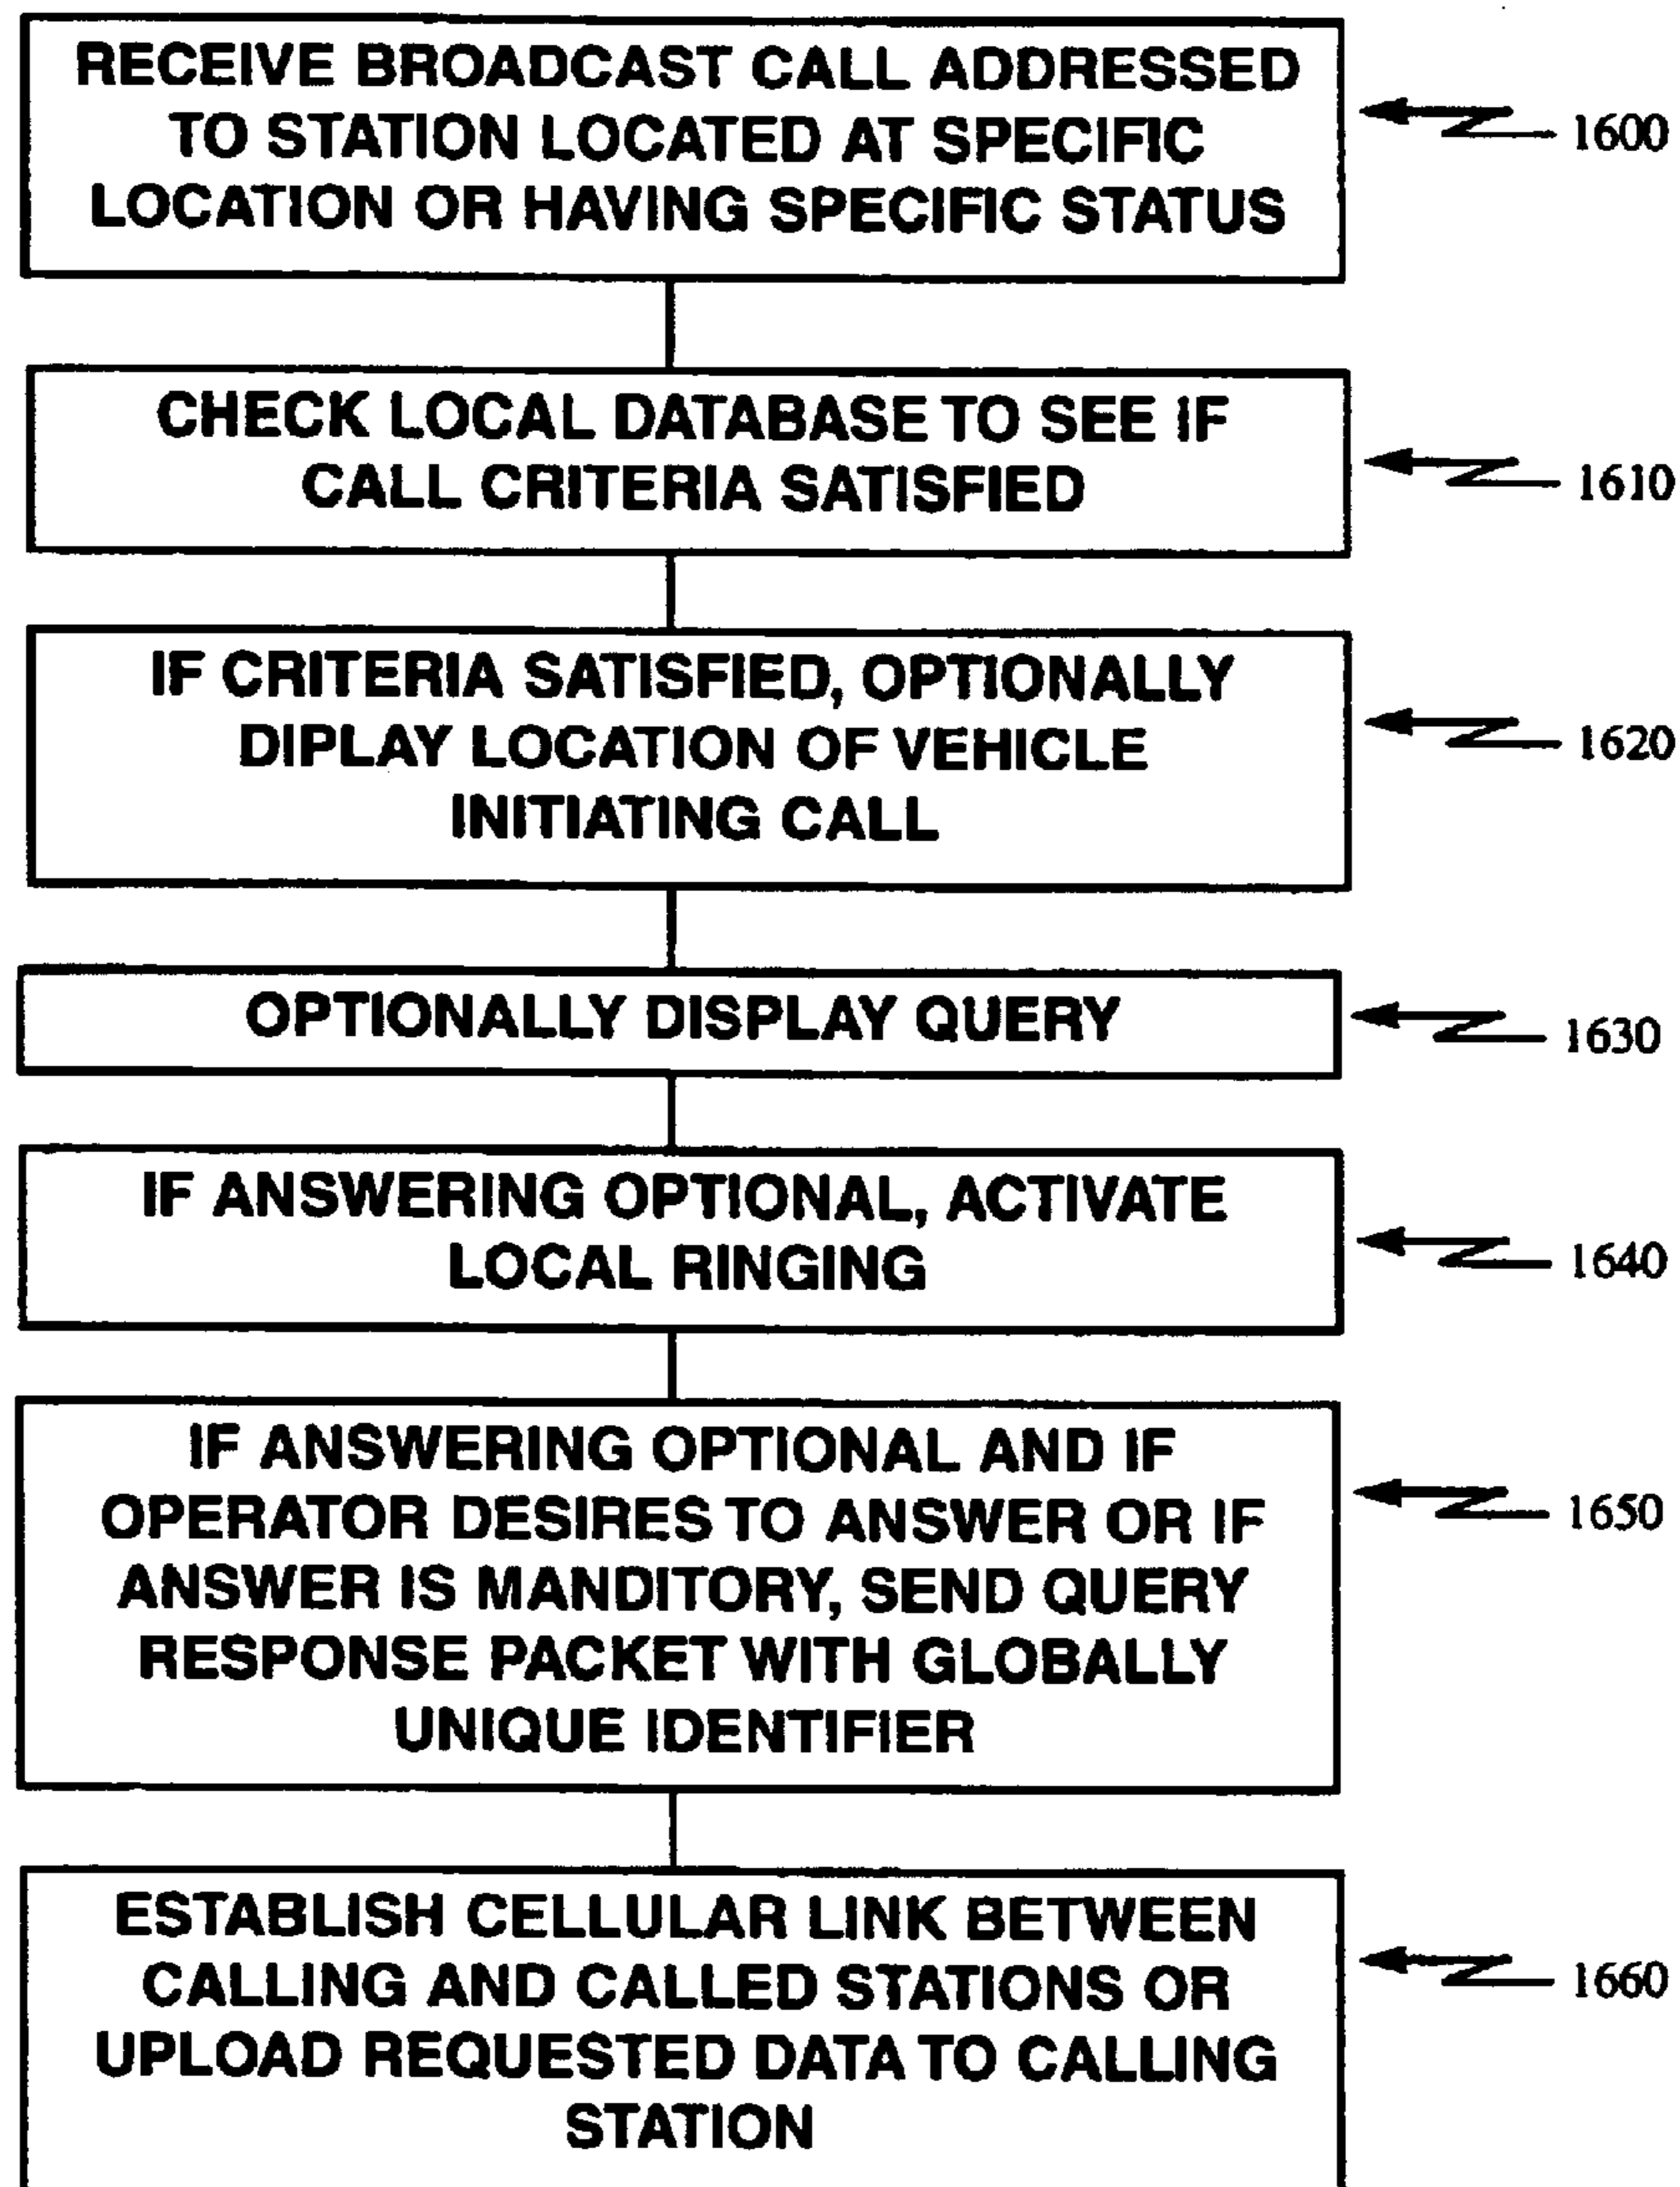 RECEIVE BROADCAST CALL ADDRESSED
TO STATION LOCATED AT SPECIFIC
LOCATION OR HAVING SPECIFIC STATUS
1600
CHECK LOCAL DATABASE TO SEE IF
CALL CRITERIA SATISFIED
1610
IF CRITERIA SATISFIED, OPTIONALLY
DIPLAY LOCATION OF VEHICLE
INITIATING CALL
1620
OPTIONALLY DISPLAY QUERY
1630
IF ANSWERING OPTIONAL, ACTIVATE
LOCAL RINGING
1640
IF ANSWERING OPTIONAL AND IF
OPERATOR DESIRES TO ANSWER OR IF
ANSWER IS MANDITORY, SEND QUERY
RESPONSE PACKET WITH GLOBALLY
UNIQUE IDENTIFIER
1650
ESTABLISH CELLULAR LINK BETWEEN
CALLING AND CALLED STATIONS OR
UPLOAD REQUESTED DATA TO CALLING
STATION
1660